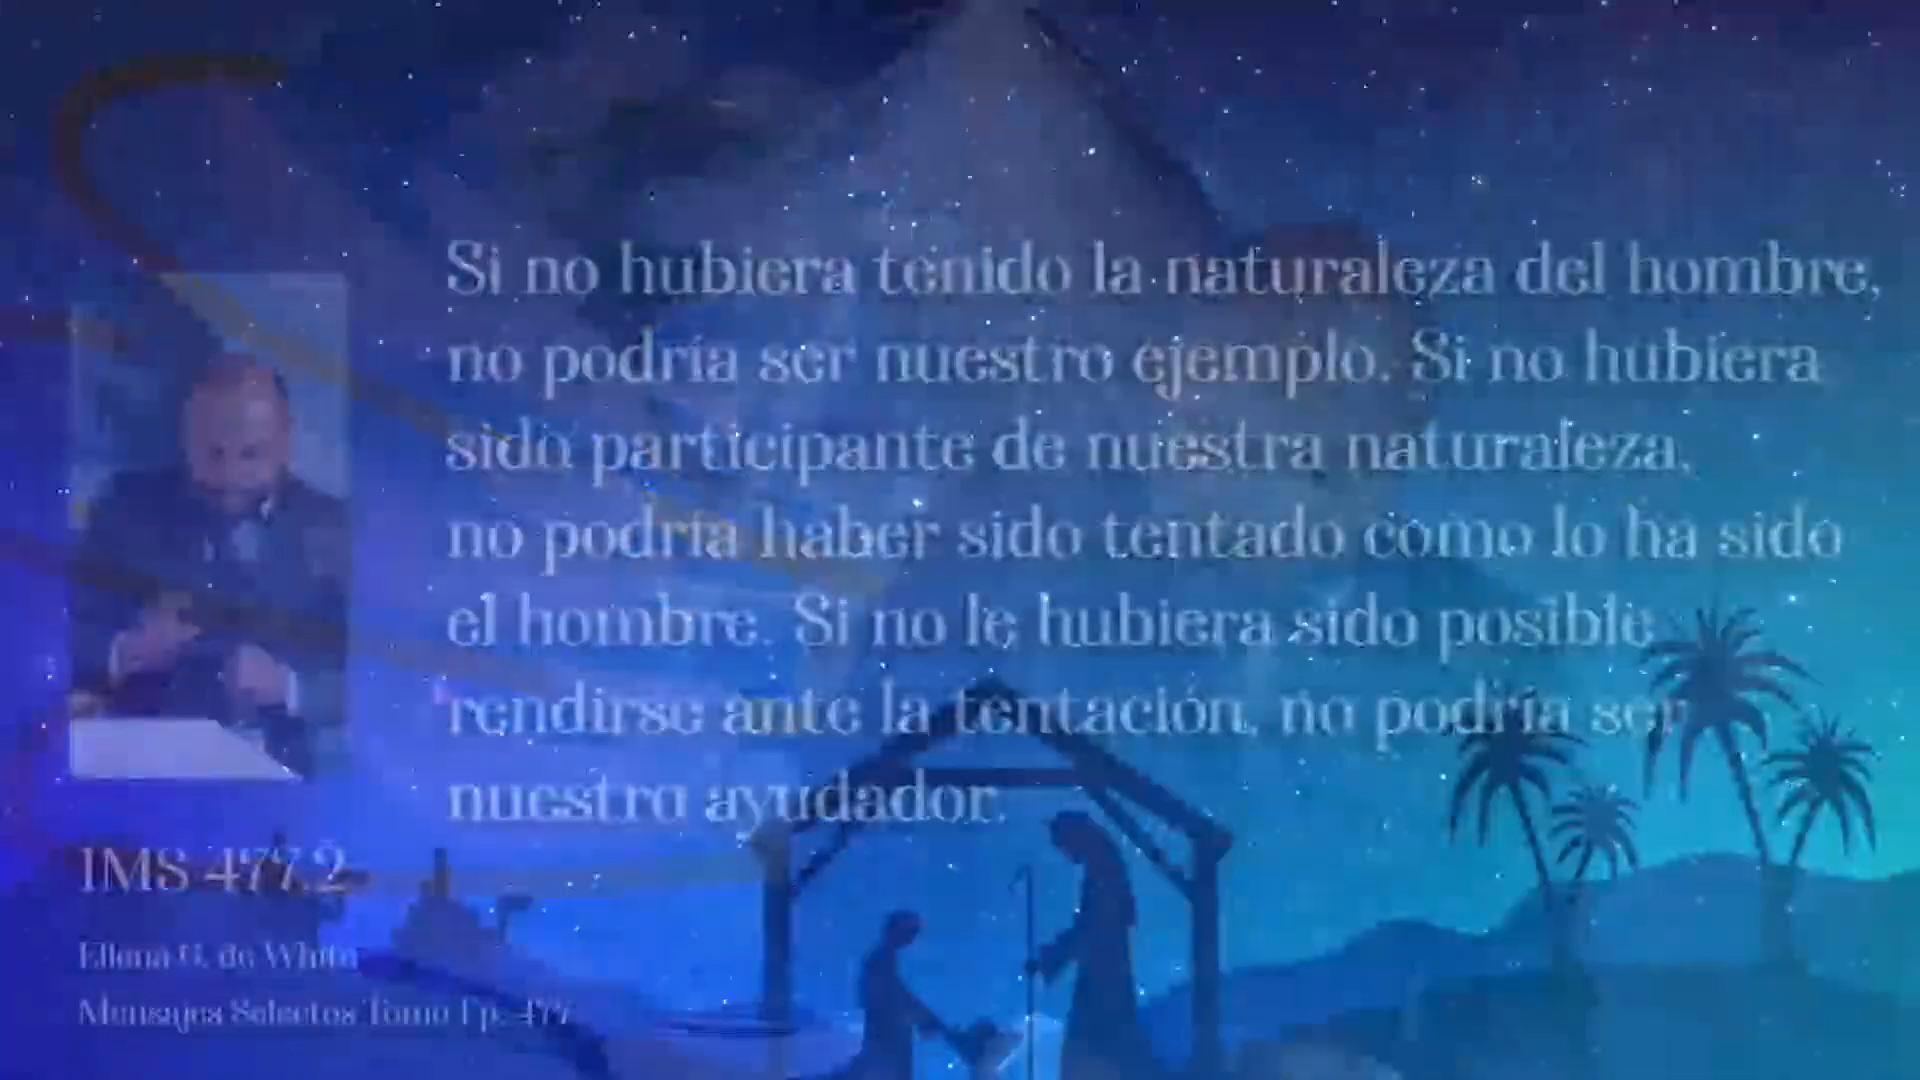 Si no hubiera tenido la naturaleza del hombre,
no podría ser nuestro ejemplo. Si no hubiera
sido participante de nuestra naturaleza,
no podría haber sido tentado como lo ha sido
el hombre. Si no le hubiera sido posible
rendirse ante la tentación, no podría ser
nuestro ayudador.
1MS 477.2
Ellena G. de White
Mensajes Selectos Tomo 1 p. 477